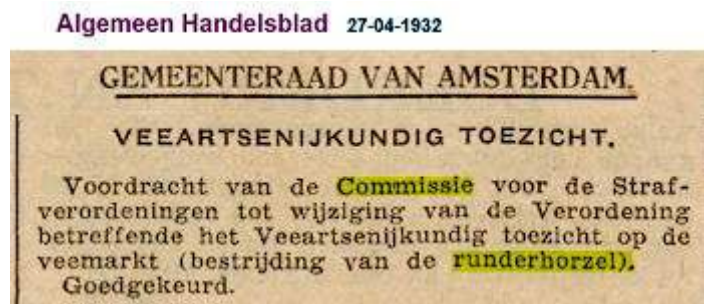 Algemeen Handelsblad 27-04-1932
GEMEENTERAAD VAN AMSTERDAM.
VEEARTSENIJKUNDIG TOEZICHT.
Voordracht van de Commissie voor de Straf-
verordeningen tot wijziging van de Verordening
betreffende het Veeartsenijkundig toezicht op de
veemarkt (bestrijding van de runderhorzel).
Goedgekeurd.